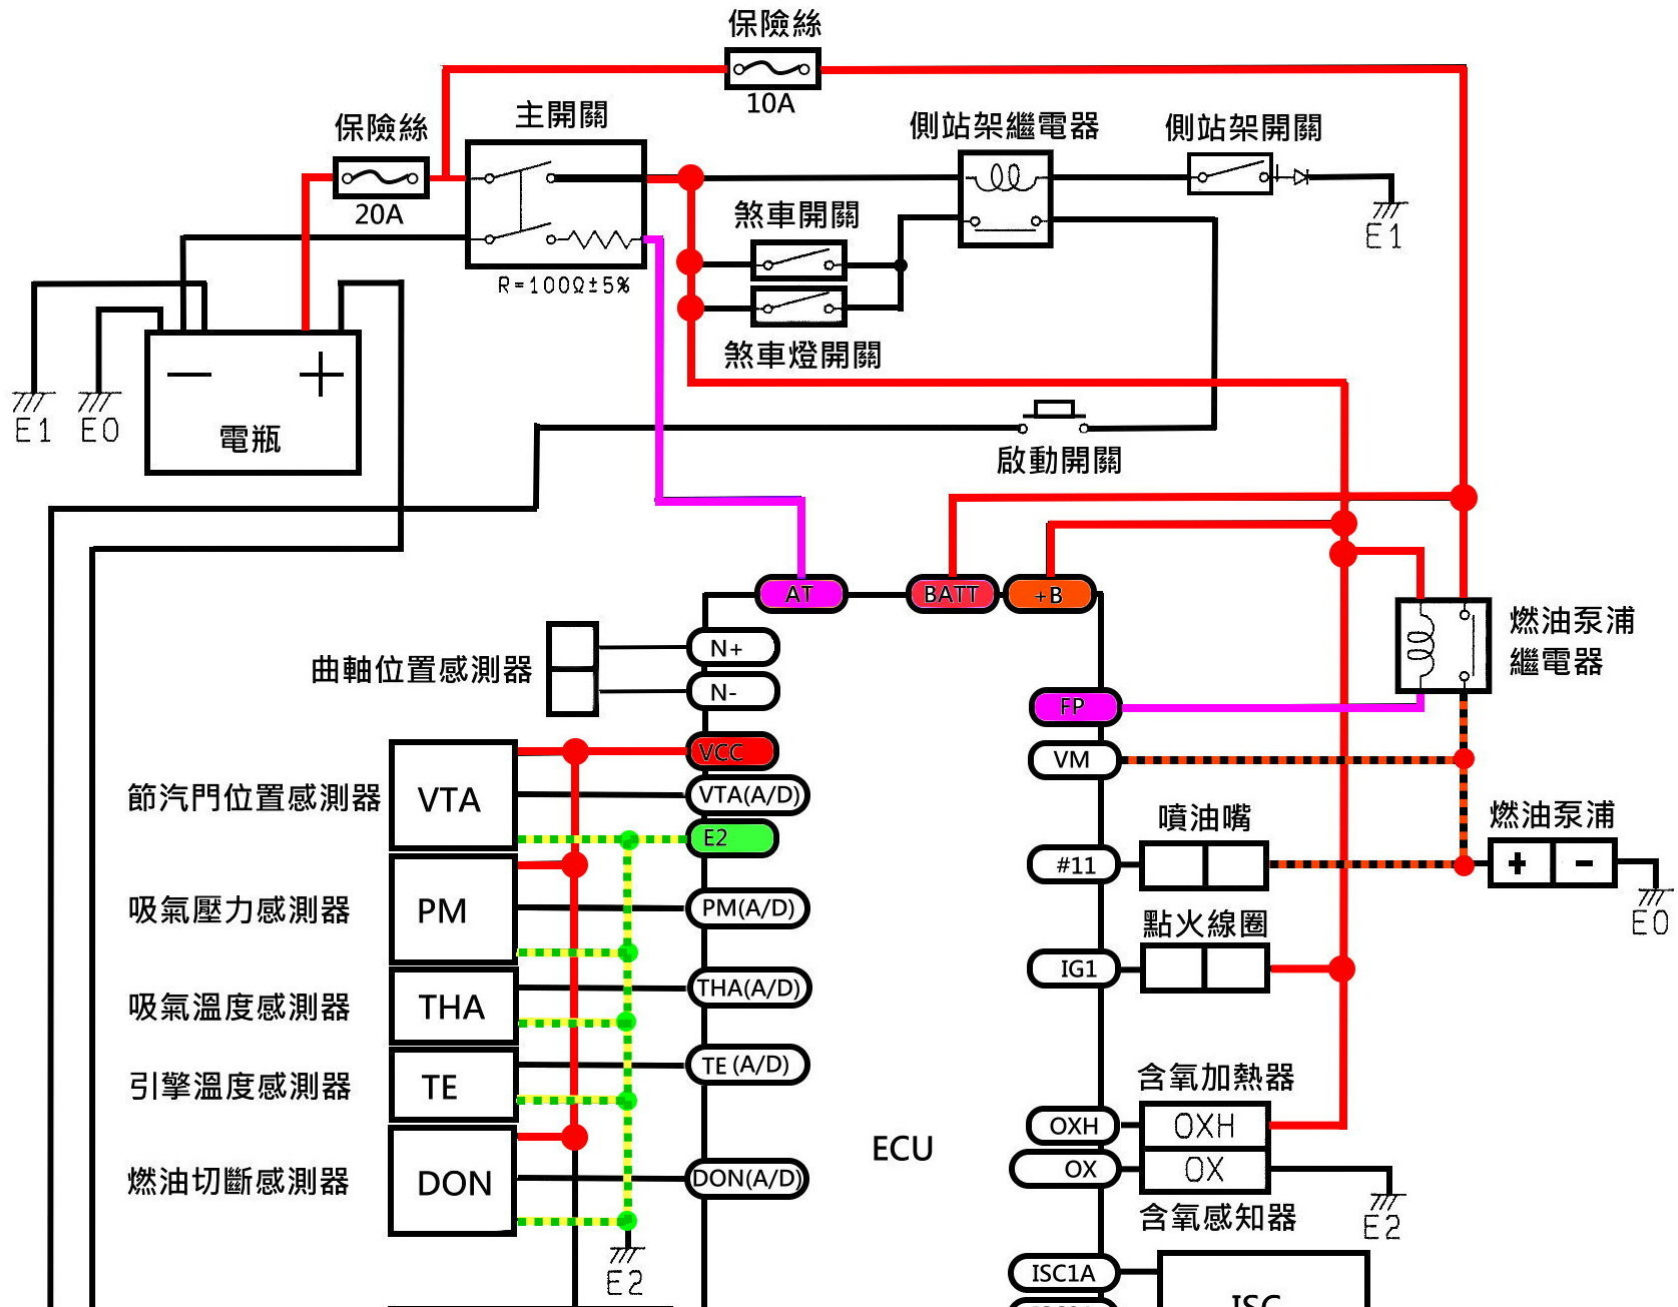 保險絲
10A
保險絲
20A
主開關
R=100Ω±5%
側站架繼電器
側站架開關
E1
煞車開關
煞車燈開關
E1
E0
電瓶
啟動開關
AT
BATT
+B
曲軸位置感測器
N+
N-
燃油泵浦
繼電器
FP
VCC
VM
節汽門位置感測器
VTA
VTA(A/D)
E2
噴油嘴
#11
燃油泵浦
+
-
E0
吸氣壓力感測器
PM
PM(A/D)
點火線圈
IG1
吸氣溫度感測器
THA
THA(A/D)
引擎溫度感測器
TE
TE (A/D)
含氧加熱器
OXH
OXH
ECU
OX
OX
含氧感知器
E2
燃油切斷感測器
DON
DON(A/D)
E2
ISC1A
ISC